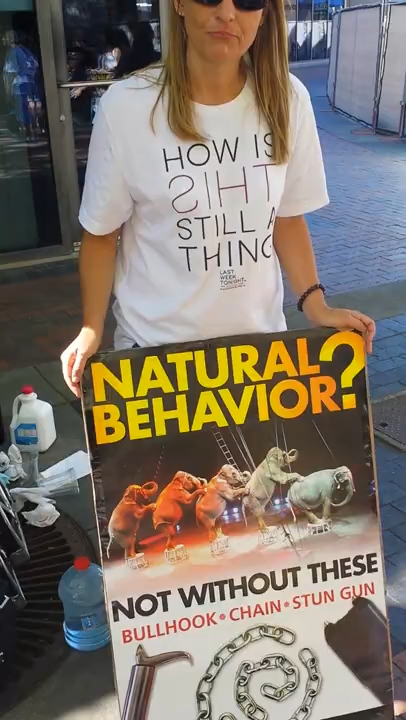 HOW IS
THIS
STILL A
THING
LAST
WEEK
TONIGHT
NATURAL
BEHAVIOR?
NOT WITHOUT THESE
BULLHOOK • CHAIN • STUN GUN